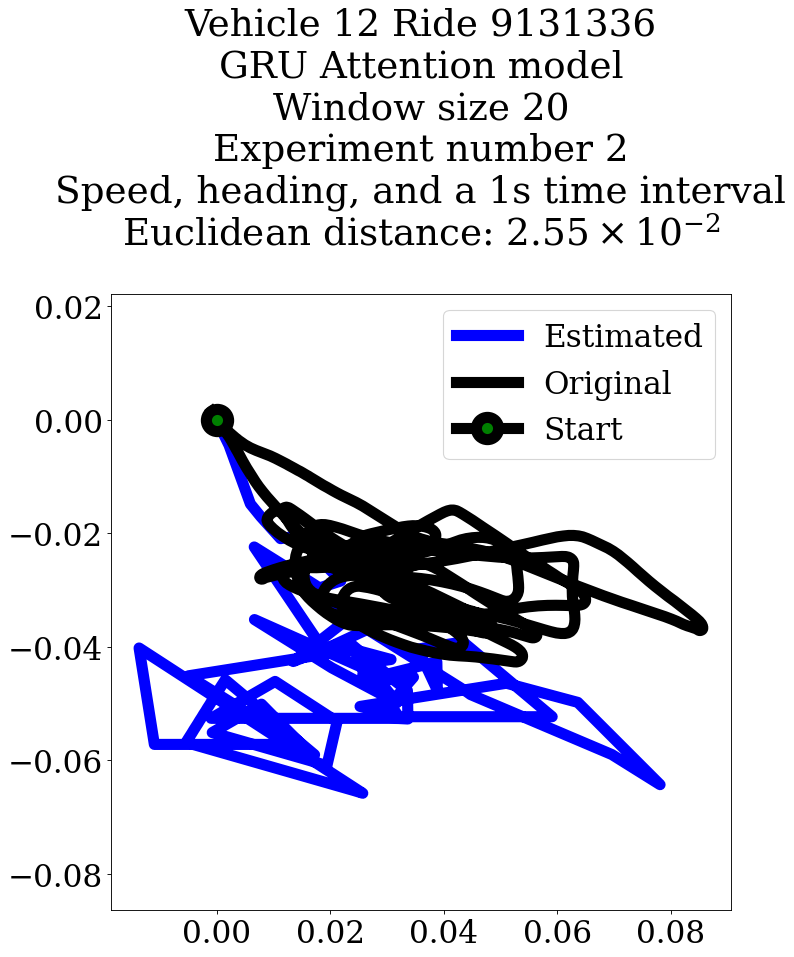 Vehicle 12 Ride 9131336
GRU Attention model
Window size 20
Experiment number 2
Speed, heading, and a 1s time interval
Euclidean distance: 2.55 × 10⁻²
0.02
0.00
−0.02
−0.04
−0.06
−0.08
Estimated
Original
Start
0.00 0.02 0.04 0.06 0.08